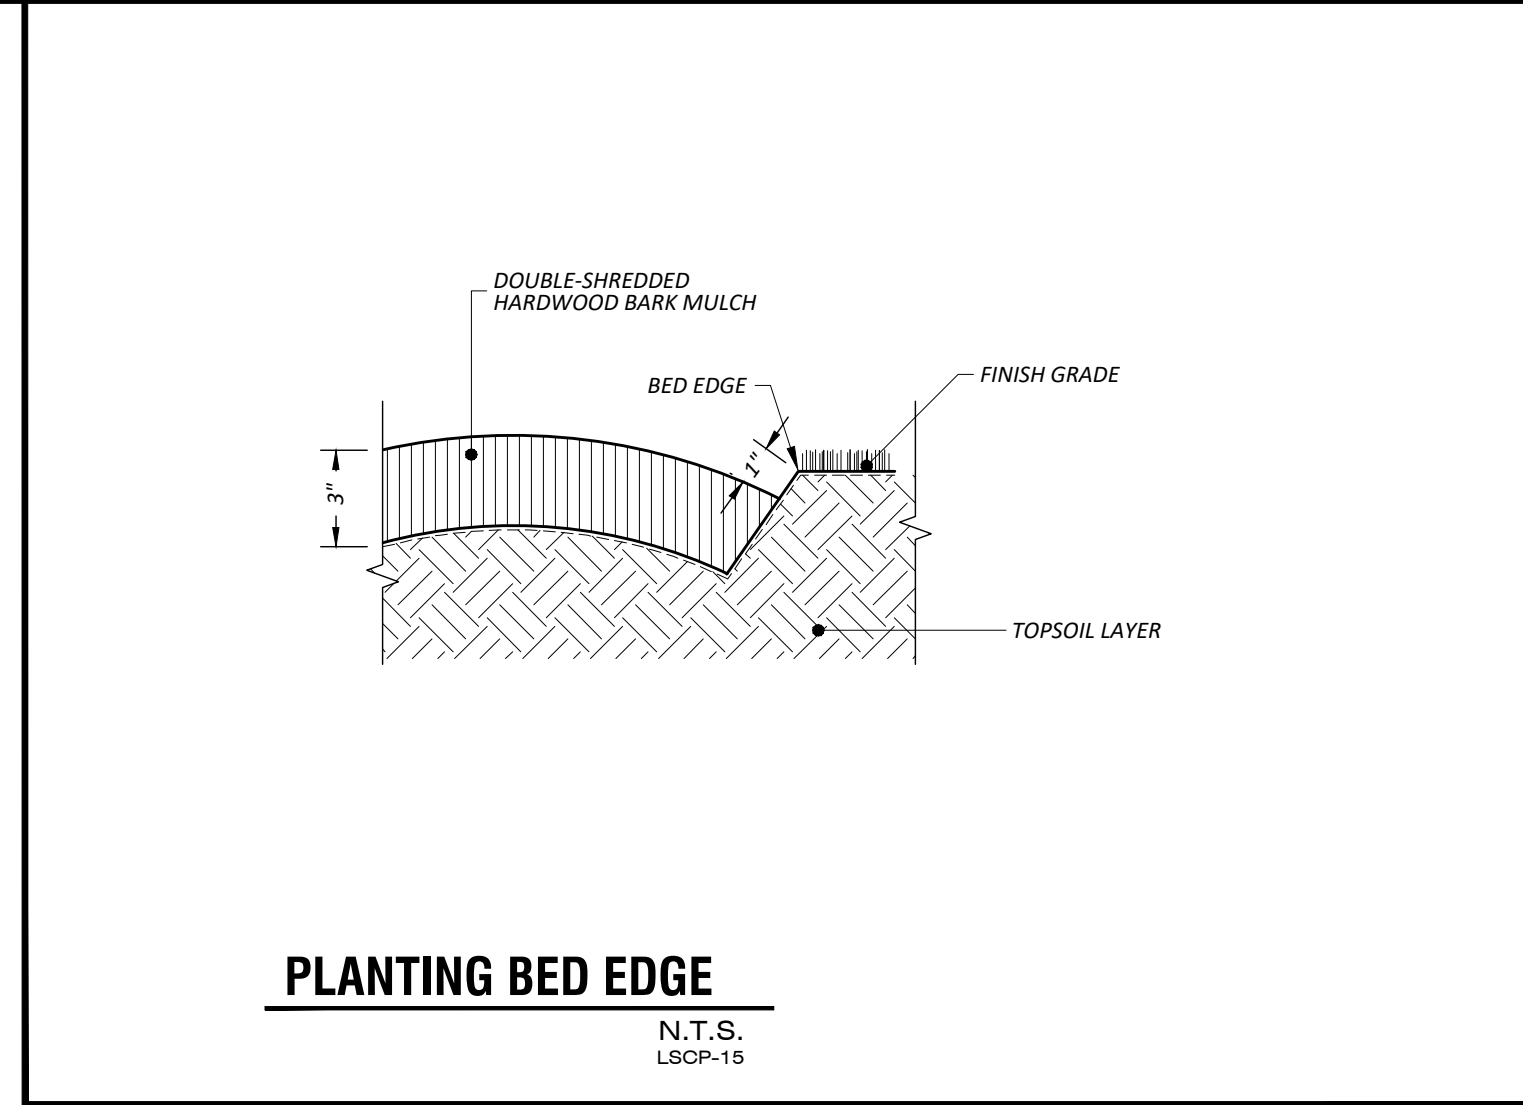 DOUBLE-SHREDDED
HARDWOOD BARK MULCH
BED EDGE
FINISH GRADE
1"
3"
TOPSOIL LAYER
PLANTING BED EDGE
N.T.S.
LSCP-15